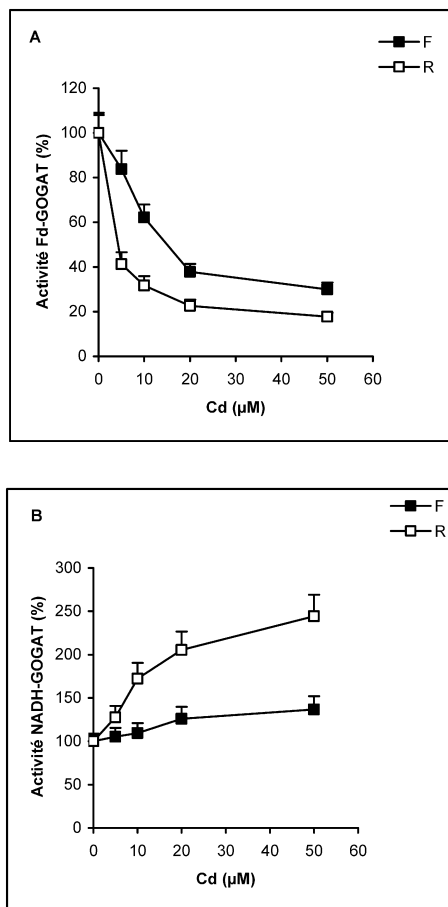 A
F
R
Activité Fd-GOGAT (%)
120
100
80
60
40
20
0
0 10 20 30 40 50 60
Cd (µM)
B
F
R
Activité NADH-GOGAT (%)
300
250
200
150
100
50
0
0 10 20 30 40 50 60
Cd (µM)